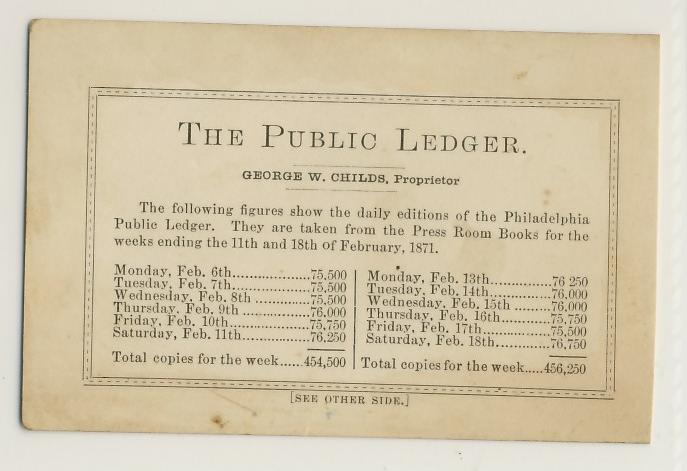 THE PUBLIC LEDGER.
GEORGE W. CHILDS, Proprietor
The following figures show the daily editions of the Philadelphia
Public Ledger. They are taken from the Press Room Books for the
weeks ending the 11th and 18th of February, 1871.
Monday, Feb. 6th..................75,500
Tuesday, Feb. 7th.................75,500
Wednesday, Feb. 8th ............75,500
Thursday, Feb. 9th ..............76,000
Friday, Feb. 10th.................75,750
Saturday, Feb. 11th..............76,250
Total copies for the week.....454,500
Monday, Feb. 13th..............76 250
Tuesday, Feb. 14th..............76,000
Wednesday, Feb. 15th .........76,000
Thursday, Feb. 16th............75,750
Friday, Feb. 17th................75,500
Saturday, Feb. 18th.............76,750
Total copies for the week.....456,250
[SEE OTHER SIDE.]